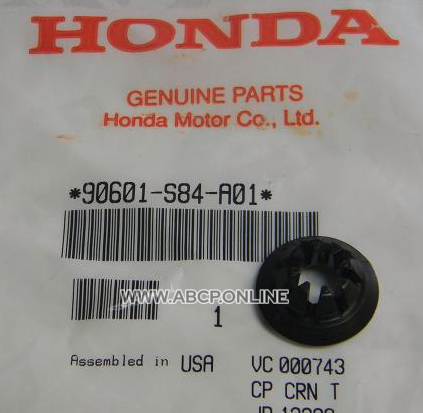 HONDA
GENUINE PARTS
Honda Motor Co., Ltd.
*90601-S84-A01*
WWW.ABCP.ONLINE
1
Assembled in USA VC 000743
CP CRN T